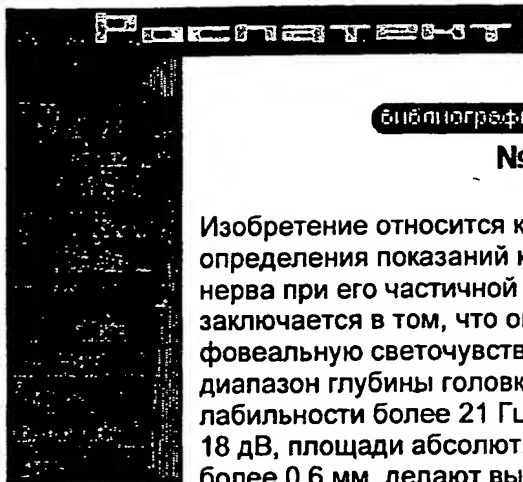 Роспатент
библиографи
№
Изобретение относится к
определения показаний к
нерва при его частичной
заключается в том, что о
фовеальную светочувств
диапазон глубины головк
лабильности более 21 Гц
18 дБ, площади абсолют
более 0,6 мм, делают вы